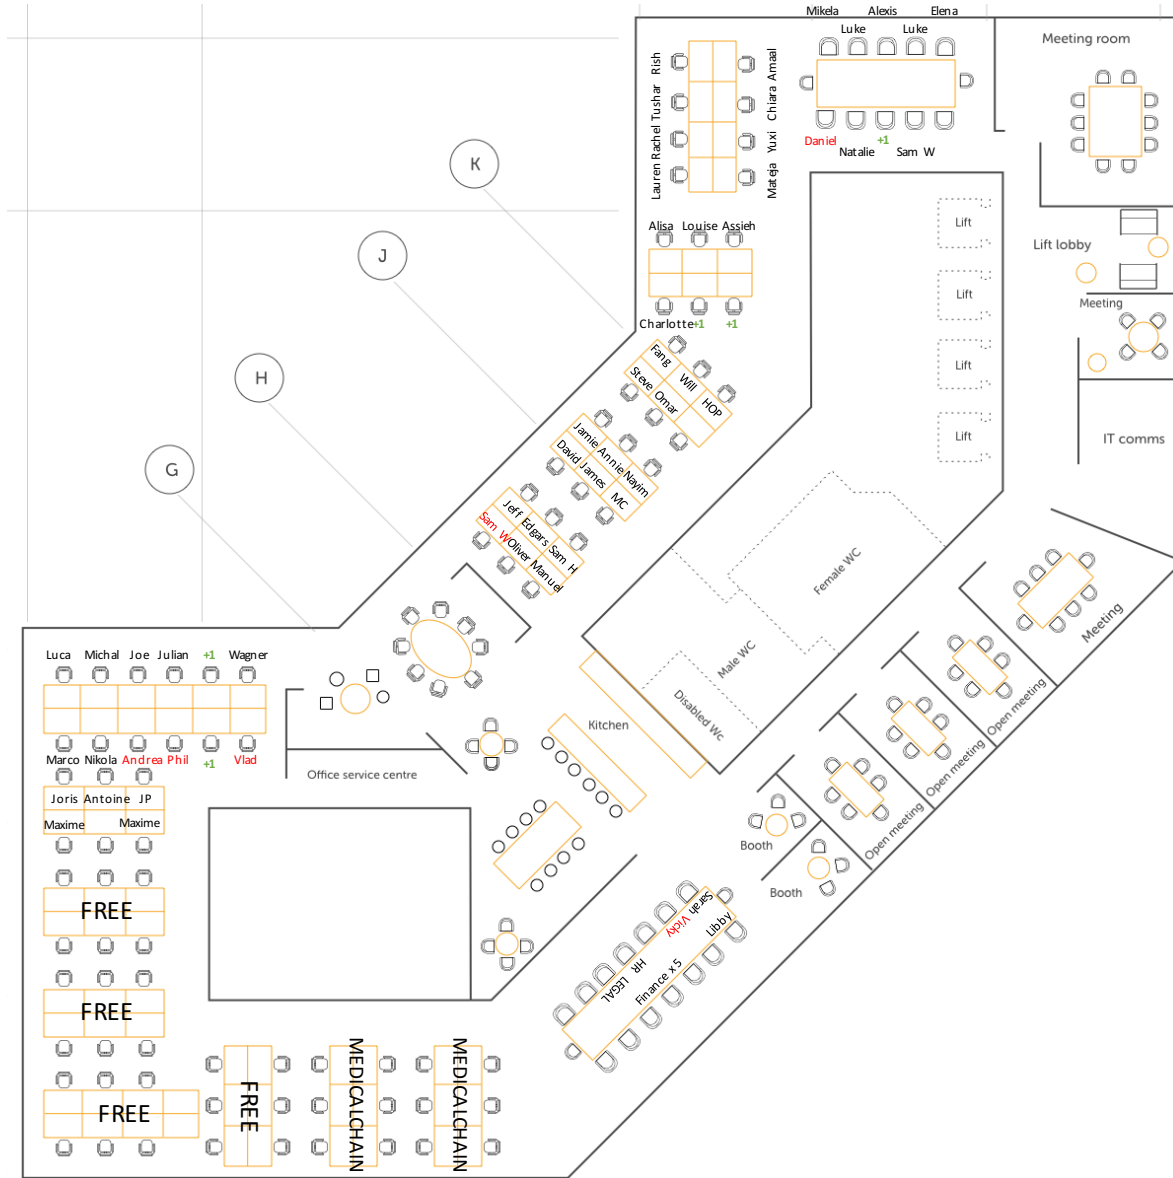 Mikela Alexis Elena
Luke Luke
Meeting room
Rish
Tushar
Rachel
Lauren
Amaal
Chiara
Yuxi
Mateja
Daniel +1
Natalie Sam W
K
Alisa Louise Assieh
Lift
Lift lobby
J
Lift
Meeting
Charlotte +1 +1
Fang Will HOP
Steve Omar
Lift
H
Lift
IT comms
Jamie Annie Nayim
David James MC
G
Jeff Edgars Sam H
Sam W Oliver Manuel
Female WC
Male WC
Disabled Wc
Meeting
Open meeting
Open meeting
Open meeting
Luca Michal Joe Julian +1 Wagner
Kitchen
Marco Nikola Andrea Phil +1 Vlad
Office service centre
Joris Antoine JP
Maxime Maxime
Booth
Booth
FREE
Sarah Vicky Libby
HR LEGAL Finance x 5
FREE
FREE
FREE
MEDICALCHAIN
MEDICALCHAIN